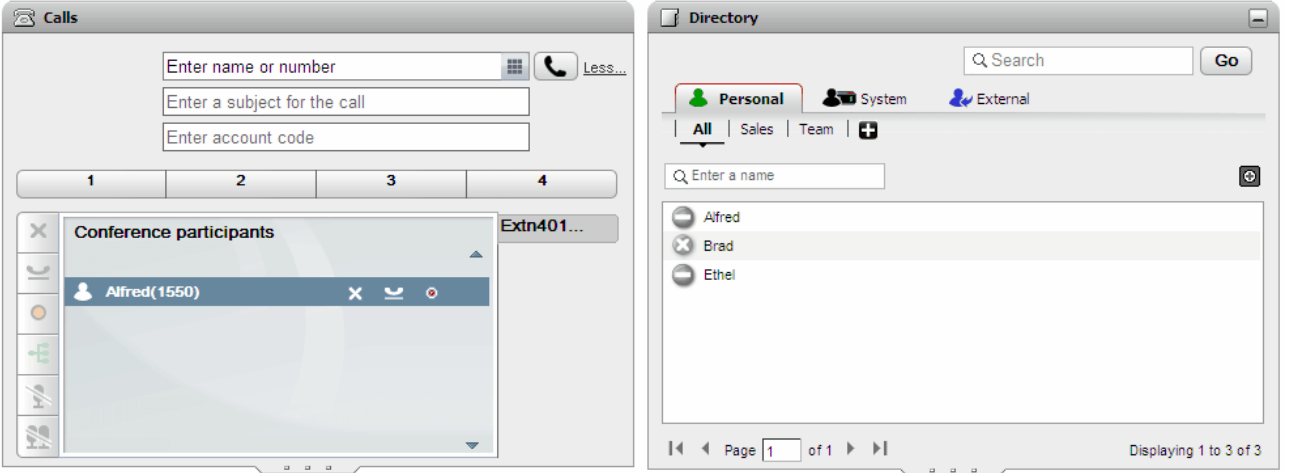 Calls
Enter name or number
Less...
Enter a subject for the call
Enter account code
1 2 3 4
Conference participants
Extn401...
Alfred(1550)
Directory
Search
Go
Personal System External
All Sales Team
Enter a name
Alfred
Brad
Ethel
Page 1 of 1
Displaying 1 to 3 of 3